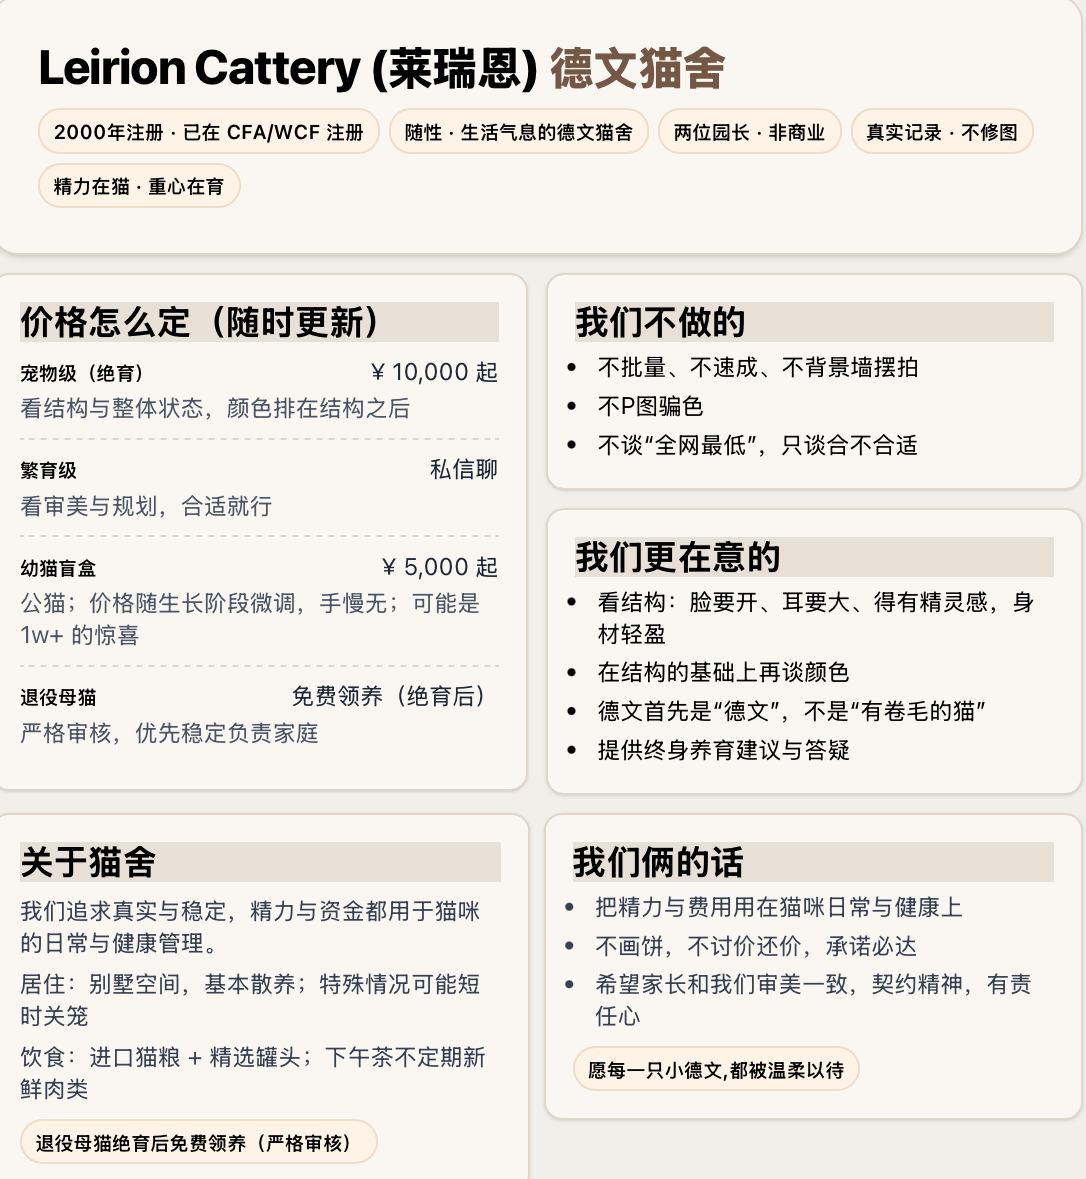 Leirion Cattery (莱瑞恩) 德文猫舍
2000年注册 · 已在 CFA/WCF 注册
随性 · 生活气息的德文猫舍
两位园长 · 非商业
真实记录 · 不修图
精力在猫 · 重心在育
价格怎么定（随时更新）
宠物级（绝育） ¥ 10,000 起
看结构与整体状态，颜色排在结构之后
繁育级 私信聊
看审美与规划，合适就行
幼猫盲盒 ¥ 5,000 起
公猫；价格随生长阶段微调，手慢无；可能是
1w+ 的惊喜
退役母猫 免费领养（绝育后）
严格审核，优先稳定负责家庭
我们不做的
• 不批量、不速成、不背景墙摆拍
• 不P图骗色
• 不谈“全网最低”，只谈合不合适
我们更在意的
• 看结构：脸要开、耳要大、得有精灵感，身
材轻盈
• 在结构的基础上再谈颜色
• 德文首先是“德文”，不是“有卷毛的猫”
• 提供终身养育建议与答疑
关于猫舍
我们追求真实与稳定，精力与资金都用于猫咪
的日常与健康管理。
居住：别墅空间，基本散养；特殊情况可能短
时关笼
饮食：进口猫粮 + 精选罐头；下午茶不定期新
鲜肉类
退役母猫绝育后免费领养（严格审核）
我们俩的话
• 把精力与费用用在猫咪日常与健康上
• 不画饼，不讨价还价，承诺必达
• 希望家长和我们审美一致，契约精神，有责
任心
愿每一只小德文,都被温柔以待